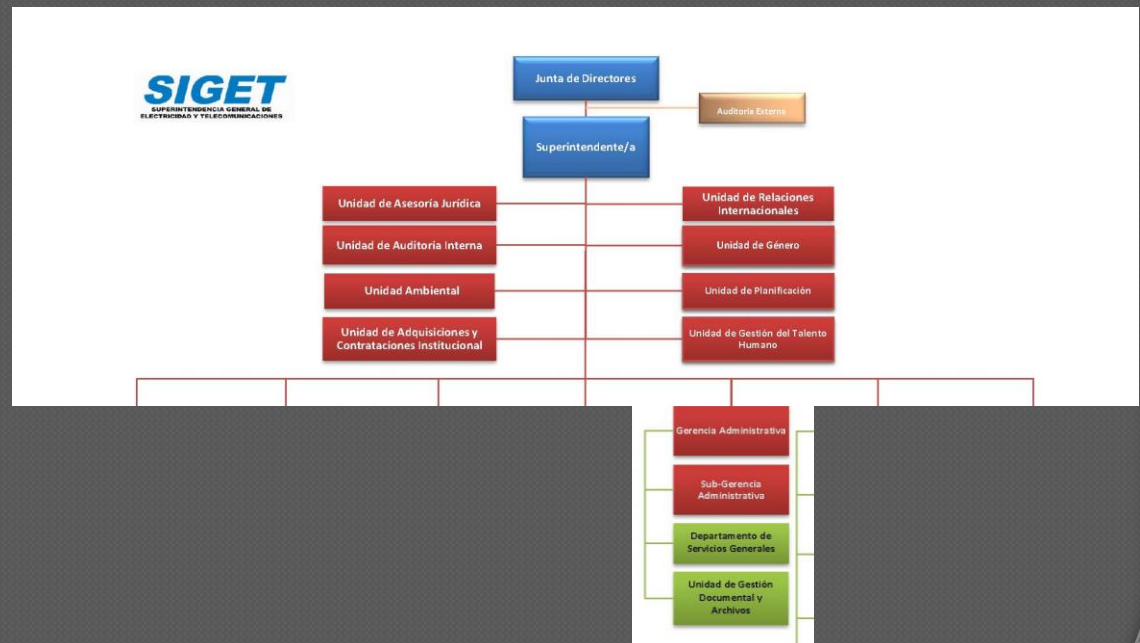 SIGET
SUPERINTENDENCIA GENERAL DE
ELECTRICIDAD Y TELECOMUNICACIONES
Junta de Directores
Auditoría Externa
Superintendente/a
Unidad de Asesoría Jurídica
Unidad de Relaciones
Internacionales
Unidad de Auditoría Interna
Unidad de Género
Unidad Ambiental
Unidad de Planificación
Unidad de Adquisiciones y
Contrataciones Institucional
Unidad de Gestión del Talento
Humano
Gerencia Administrativa
Sub-Gerencia
Administrativa
Departamento de
Servicios Generales
Unidad de Gestión
Documental y
Archivos